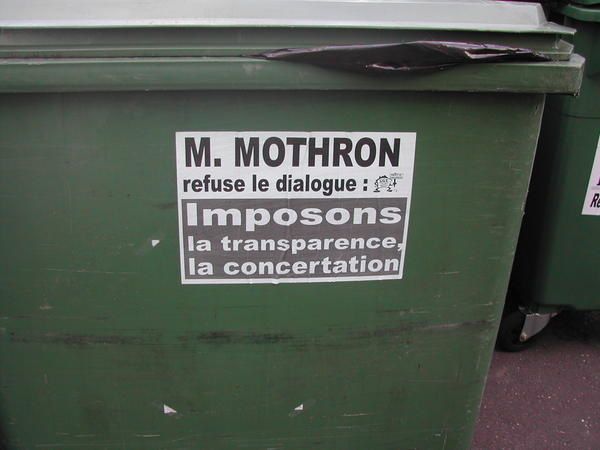 M. MOTHRON
refuse le dialogue :
Imposons
la transparence,
la concertation